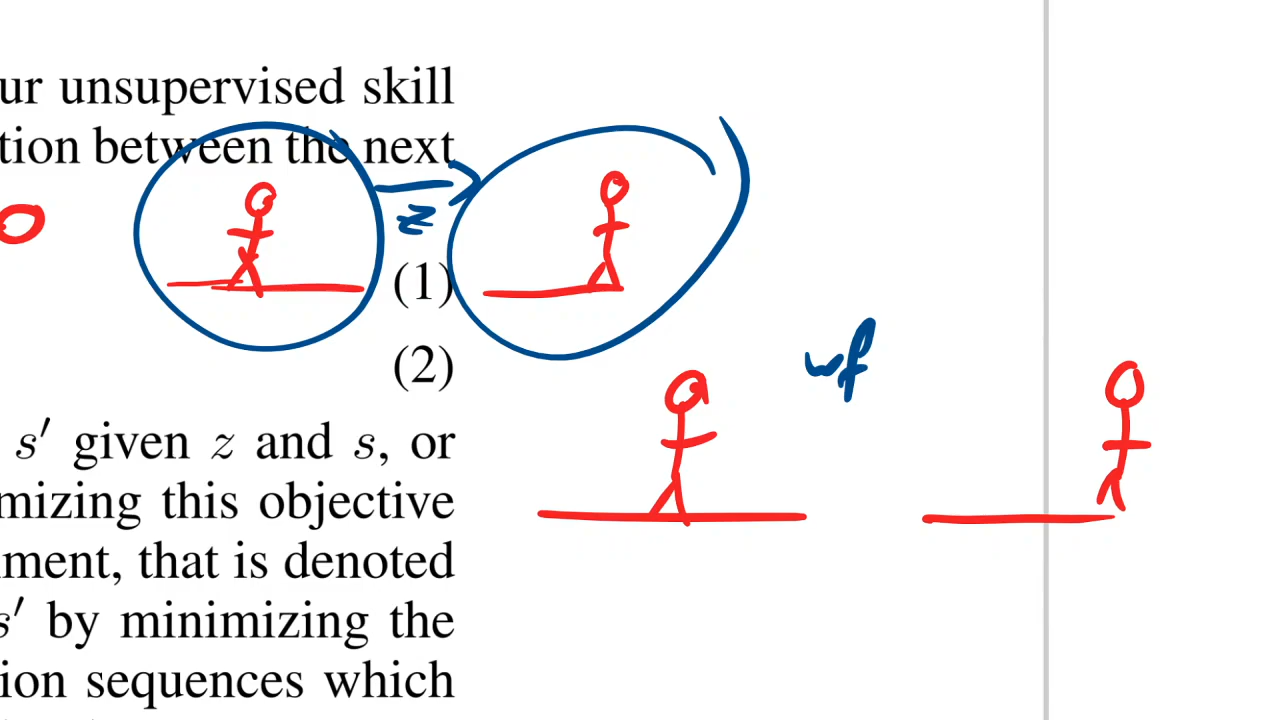 ur unsupervised skill
tion between the next
z
(1)
(2)
wf
s′ given z and s, or
mizing this objective
nment, that is denoted
s′ by minimizing the
ion sequences which